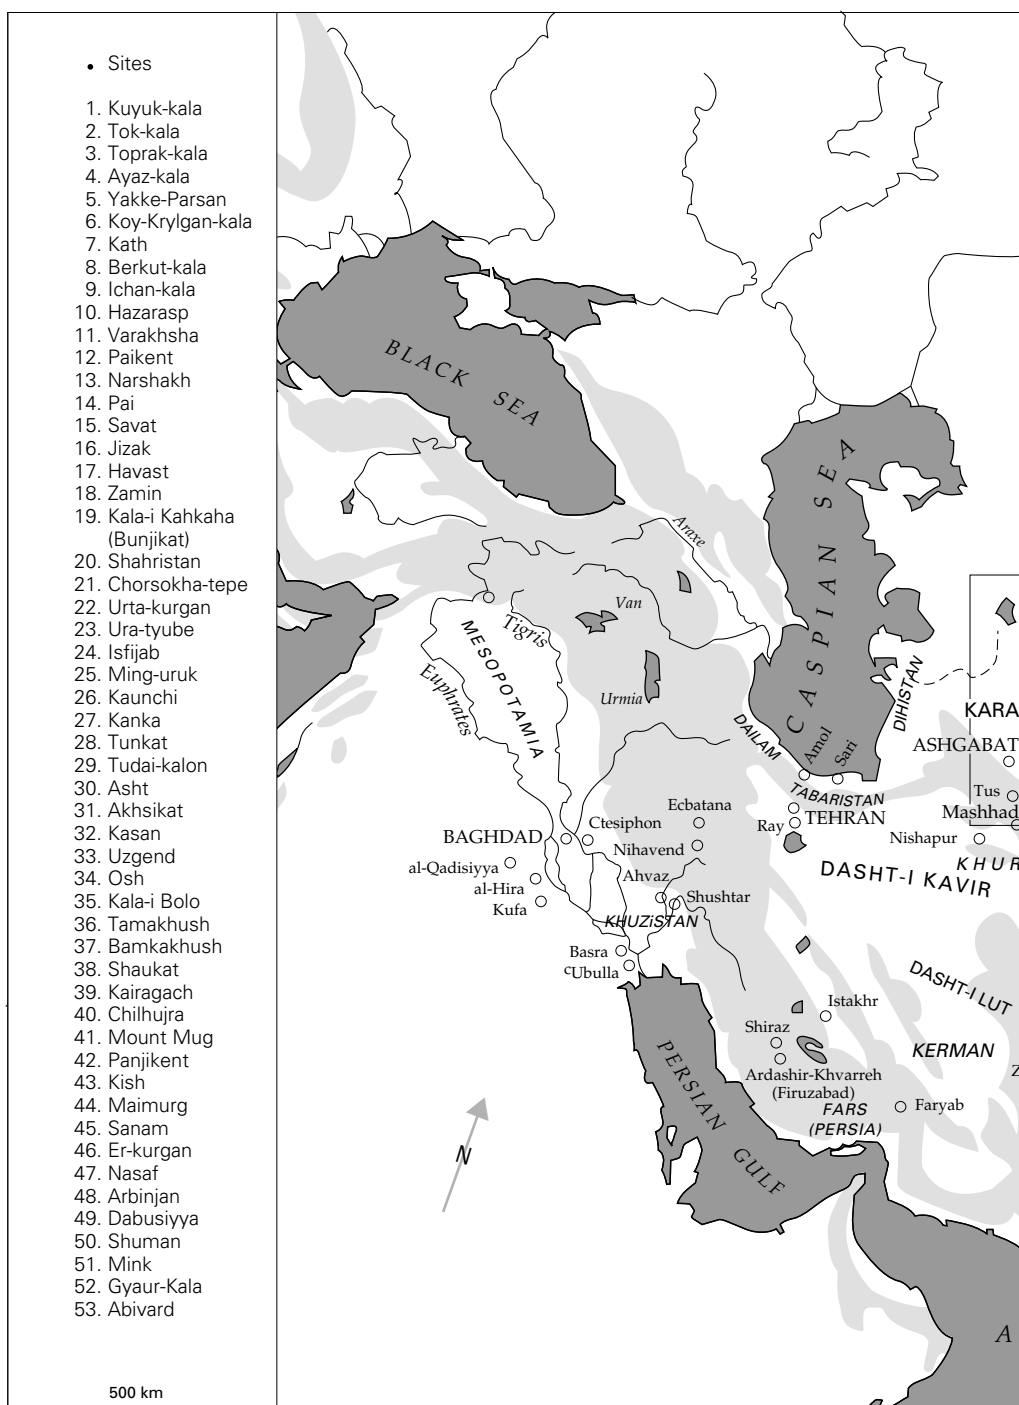 • Sites
1. Kuyuk-kala
2. Tok-kala
3. Toprak-kala
4. Ayaz-kala
5. Yakke-Parsan
6. Koy-Krylgan-kala
7. Kath
8. Berkut-kala
9. Ichan-kala
10. Hazarasp
11. Varakhsha
12. Paikent
13. Narshakh
14. Pai
15. Savat
16. Jizak
17. Havast
18. Zamin
19. Kala-i Kahkaha
(Bunjikat)
20. Shahristan
21. Chorsokha-tepe
22. Urta-kurgan
23. Ura-tyube
24. Isfijab
25. Ming-uruk
26. Kaunchi
27. Kanka
28. Tunkat
29. Tudai-kalon
30. Asht
31. Akhsikat
32. Kasan
33. Uzgend
34. Osh
35. Kala-i Bolo
36. Tamakhush
37. Bamkakhush
38. Shaukat
39. Kairagach
40. Chilhujra
41. Mount Mug
42. Panjikent
43. Kish
44. Maimurg
45. Sanam
46. Er-kurgan
47. Nasaf
48. Arbinjan
49. Dabusiyya
50. Shuman
51. Mink
52. Gyaur-Kala
53. Abivard
500 km
BLACK SEA
CASPIAN SEA
Araxe
Van
Tigris
MESOPOTAMIA
Euphrates
Urmia
DIHISTAN
DAILAM
Amol
Sari
KARA
ASHGABAT
TABARISTAN
Tus
Mashhad
Ecbatana
TEHRAN
Ray
Nishapur
BAGHDAD
Ctesiphon
Nihavend
KHUR
al-Qadisiyya
DASHT-I KAVIR
al-Hira
Ahvaz
Shushtar
Kufa
KHUZiSTAN
Basra
cUbulla
DASHT-I LUT
Istakhr
Shiraz
KERMAN
PERSIAN GULF
Ardashir-Khvarreh
(Firuzabad)
Z
FARS
(PERSIA)
Faryab
N
A